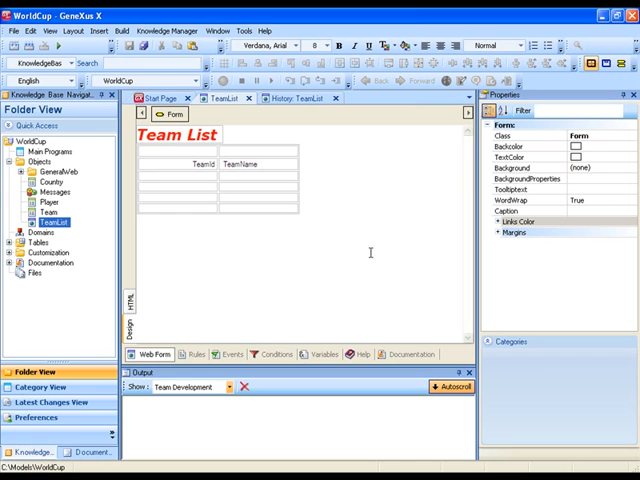 WorldCup - GeneXus X
File Edit View Layout Insert Build Knowledge Manager Window Tools Help
Verdana, Arial 8 B I U A Normal
KnowledgeBas Search
English WorldCup Back Forward
Knowledge Base Navigat...
Folder View
Quick Access
WorldCup
Main Programs
Objects
GeneralWeb
Country
Messages
Player
Team
TeamList
Domains
Tables
Customization
Documentation
Files
Folder View
Category View
Latest Changes View
Preferences
Knowledge... Document...
Start Page TeamList History: TeamList
Form
Team List
TeamId TeamName
HTML
Design
Web Form Rules Events Conditions Variables Help Documentation
Output
Show : Team Development Autoscroll
Properties
Filter
Form:
Class Form
Backcolor
TextColor
Background (none)
BackgroundProperties
Tooltiptext
WordWrap True
Caption
Links Color
Margins
Categories
C:\Models\WorldCup